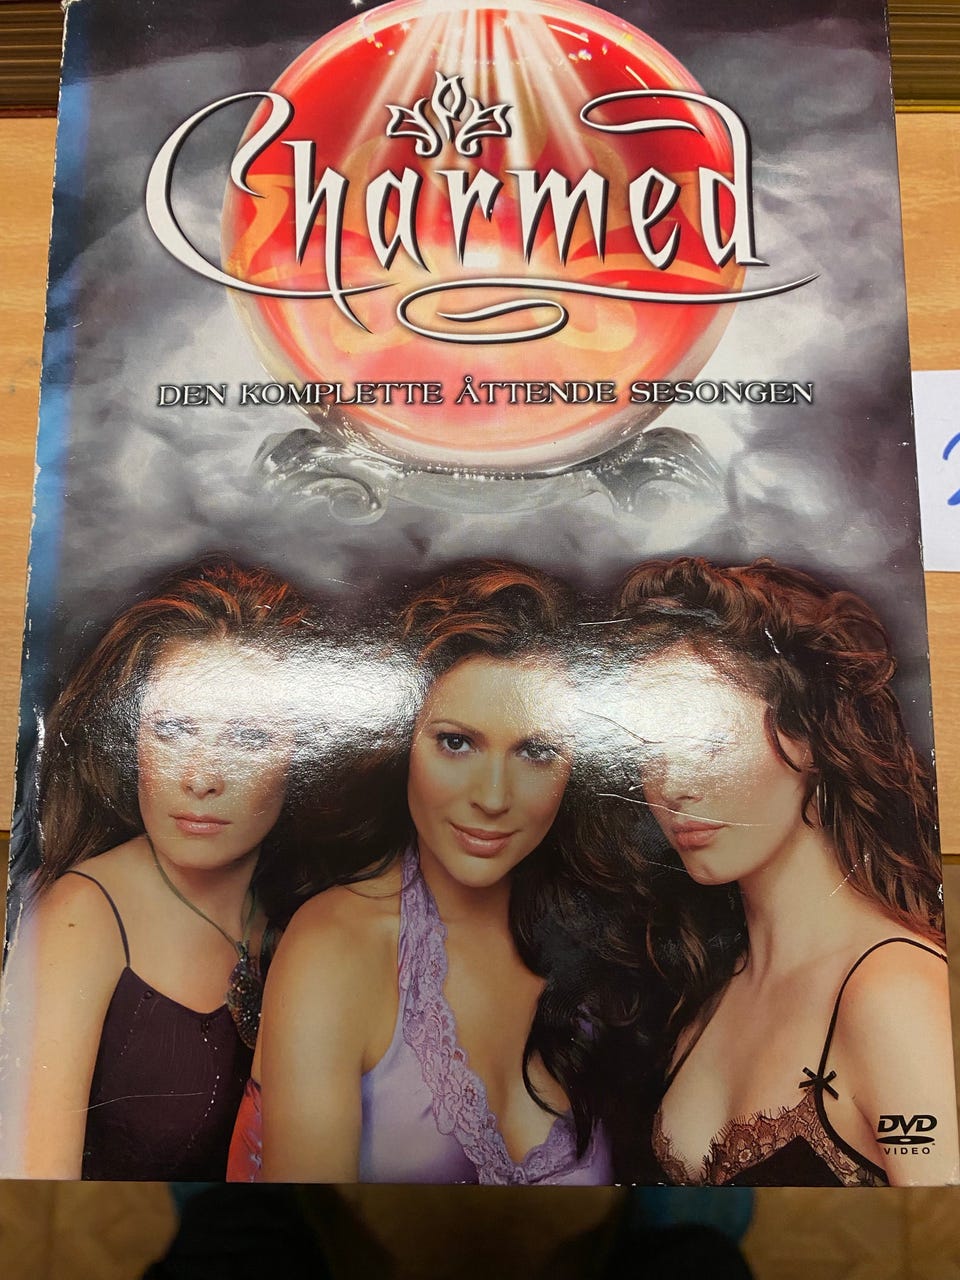 Charmed
DEN KOMPLETTE ÅTTENDE SESONGEN
DVD
VIDEO